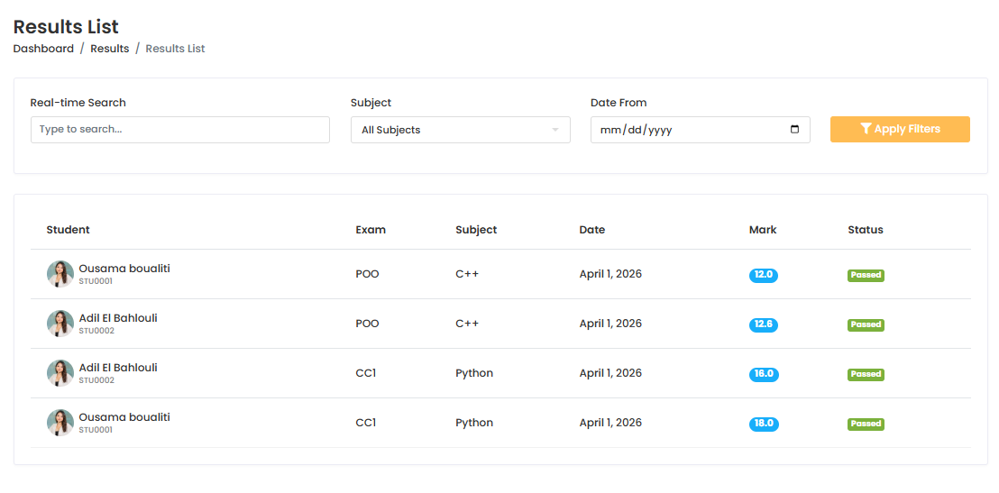 Results List
Dashboard / Results / Results List
Real-time Search Subject Date From
Type to search... All Subjects mm/dd/yyyy Apply Filters
Student Exam Subject Date Mark Status
Ousama boualiti POO C++ April 1, 2026 12.0 Passed
STU0001
Adil El Bahlouli POO C++ April 1, 2026 12.6 Passed
STU0002
Adil El Bahlouli CC1 Python April 1, 2026 16.0 Passed
STU0002
Ousama boualiti CC1 Python April 1, 2026 18.0 Passed
STU0001